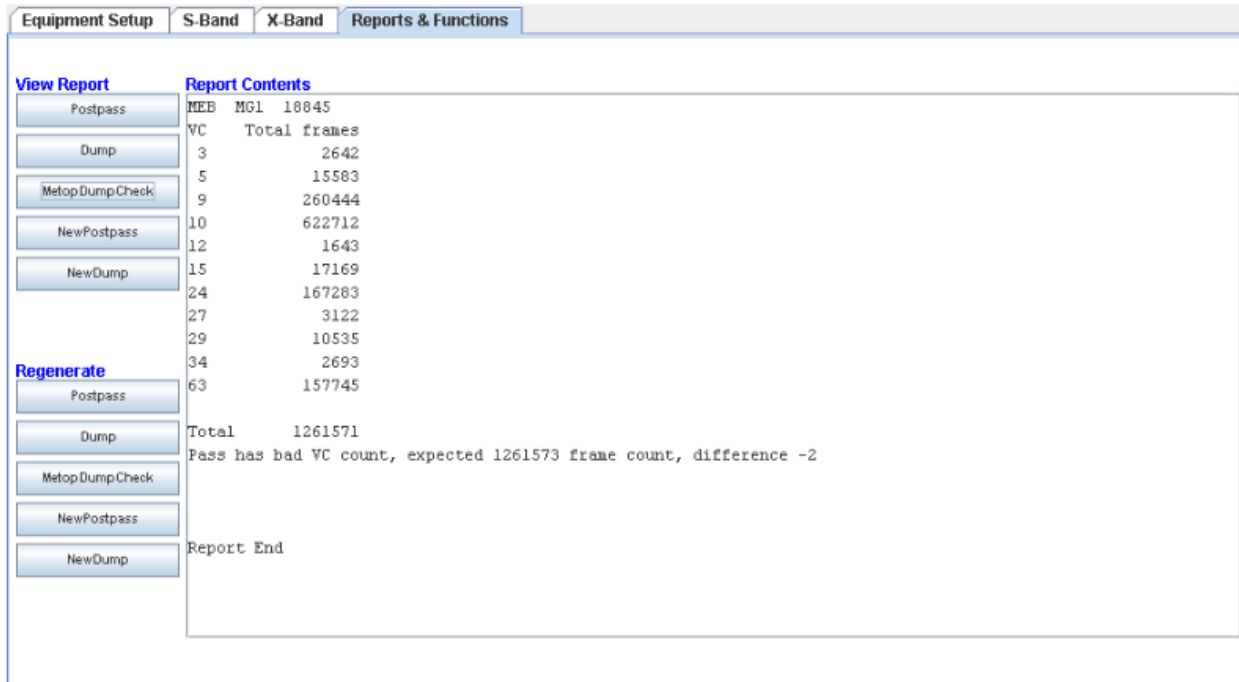 Equipment Setup S-Band X-Band Reports & Functions
View Report
Postpass
Dump
MetopDumpCheck
NewPostpass
NewDump
Regenerate
Postpass
Dump
MetopDumpCheck
NewPostpass
NewDump
Report Contents
MEB MG1 18845
VC Total frames
3 2642
5 15583
9 260444
10 622712
12 1643
15 17169
24 167283
27 3122
29 10535
34 2693
63 157745
Total 1261571
Pass has bad VC count, expected 1261573 frame count, difference -2
Report End